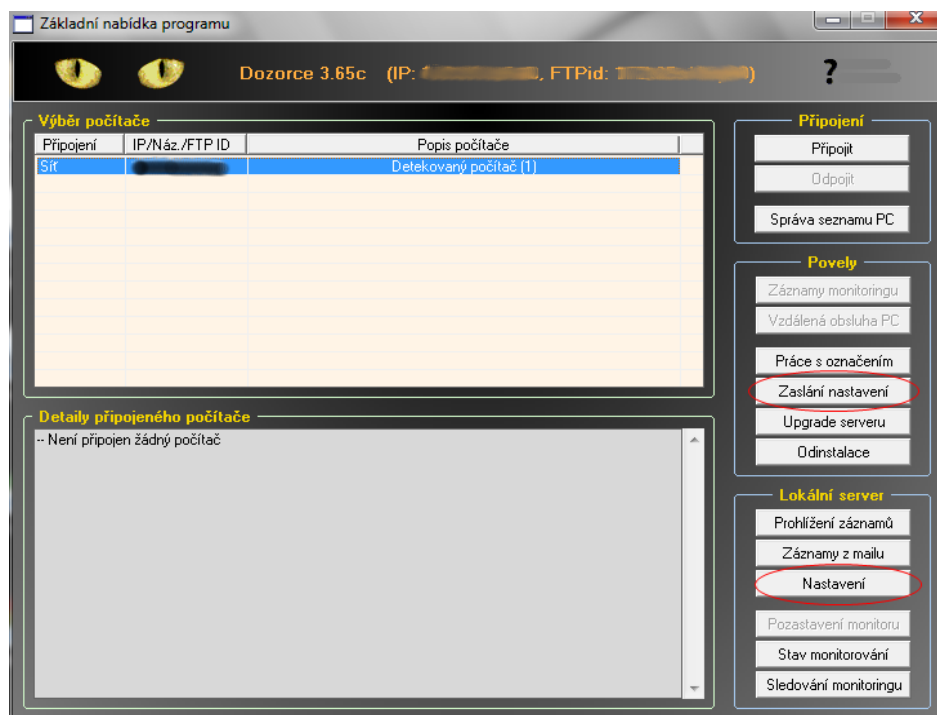 Základní nabídka programu
Dozorce 3.65c (IP: , FTPid: )
?
Výběr počítače
Připojení IP/Náz./FTP ID Popis počítače
Síť Detekovaný počítač (1)
Detaily připojeného počítače
-- Není připojen žádný počítač
Připojení
Připojit
Odpojit
Správa seznamu PC
Povely
Záznamy monitoringu
Vzdálená obsluha PC
Práce s označením
Zaslání nastavení
Upgrade serveru
Odinstalace
Lokální server
Prohlížení záznamů
Záznamy z mailu
Nastavení
Pozastavení monitoru
Stav monitorování
Sledování monitoringu